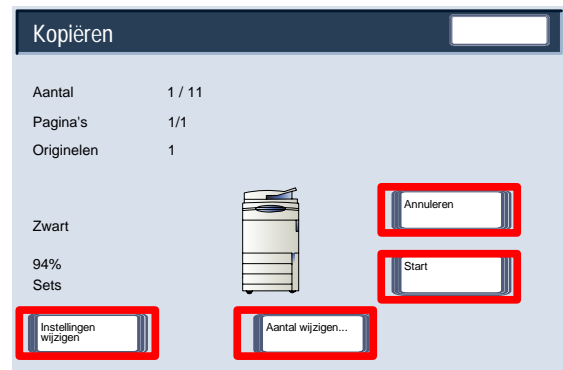 Kopiëren
Aantal 1 / 11
Pagina's 1/1
Originelen 1
Annuleren
Zwart
94%
Start
Sets
Instellingen
wijzigen
Aantal wijzigen...